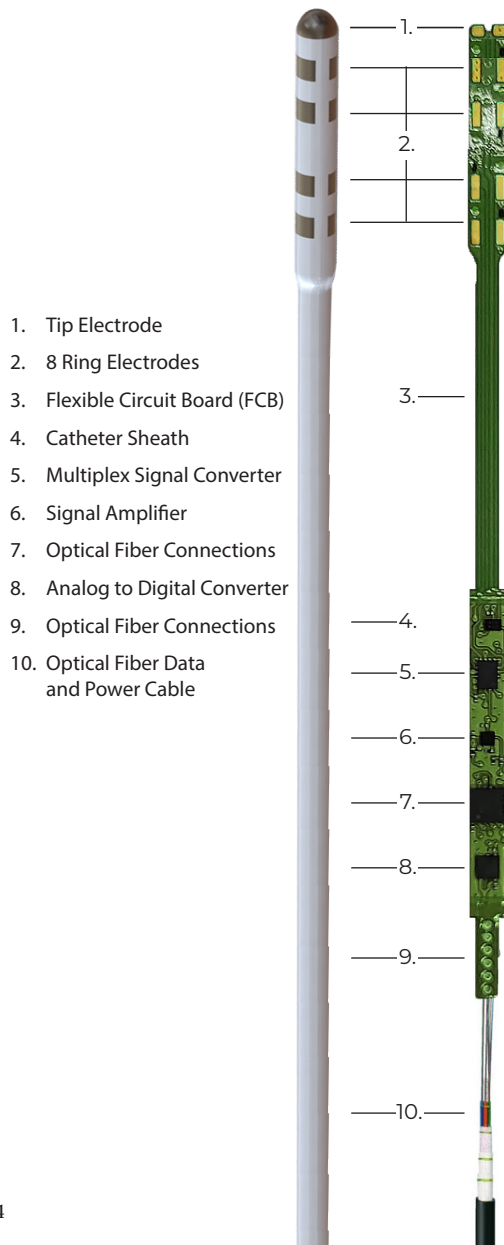 1.
2.
1. Tip Electrode
2. 8 Ring Electrodes
3. Flexible Circuit Board (FCB)
4. Catheter Sheath
5. Multiplex Signal Converter
6. Signal Amplifier
7. Optical Fiber Connections
8. Analog to Digital Converter
9. Optical Fiber Connections
10. Optical Fiber Data
and Power Cable
3.
4.
5.
6.
7.
8.
9.
10.
4